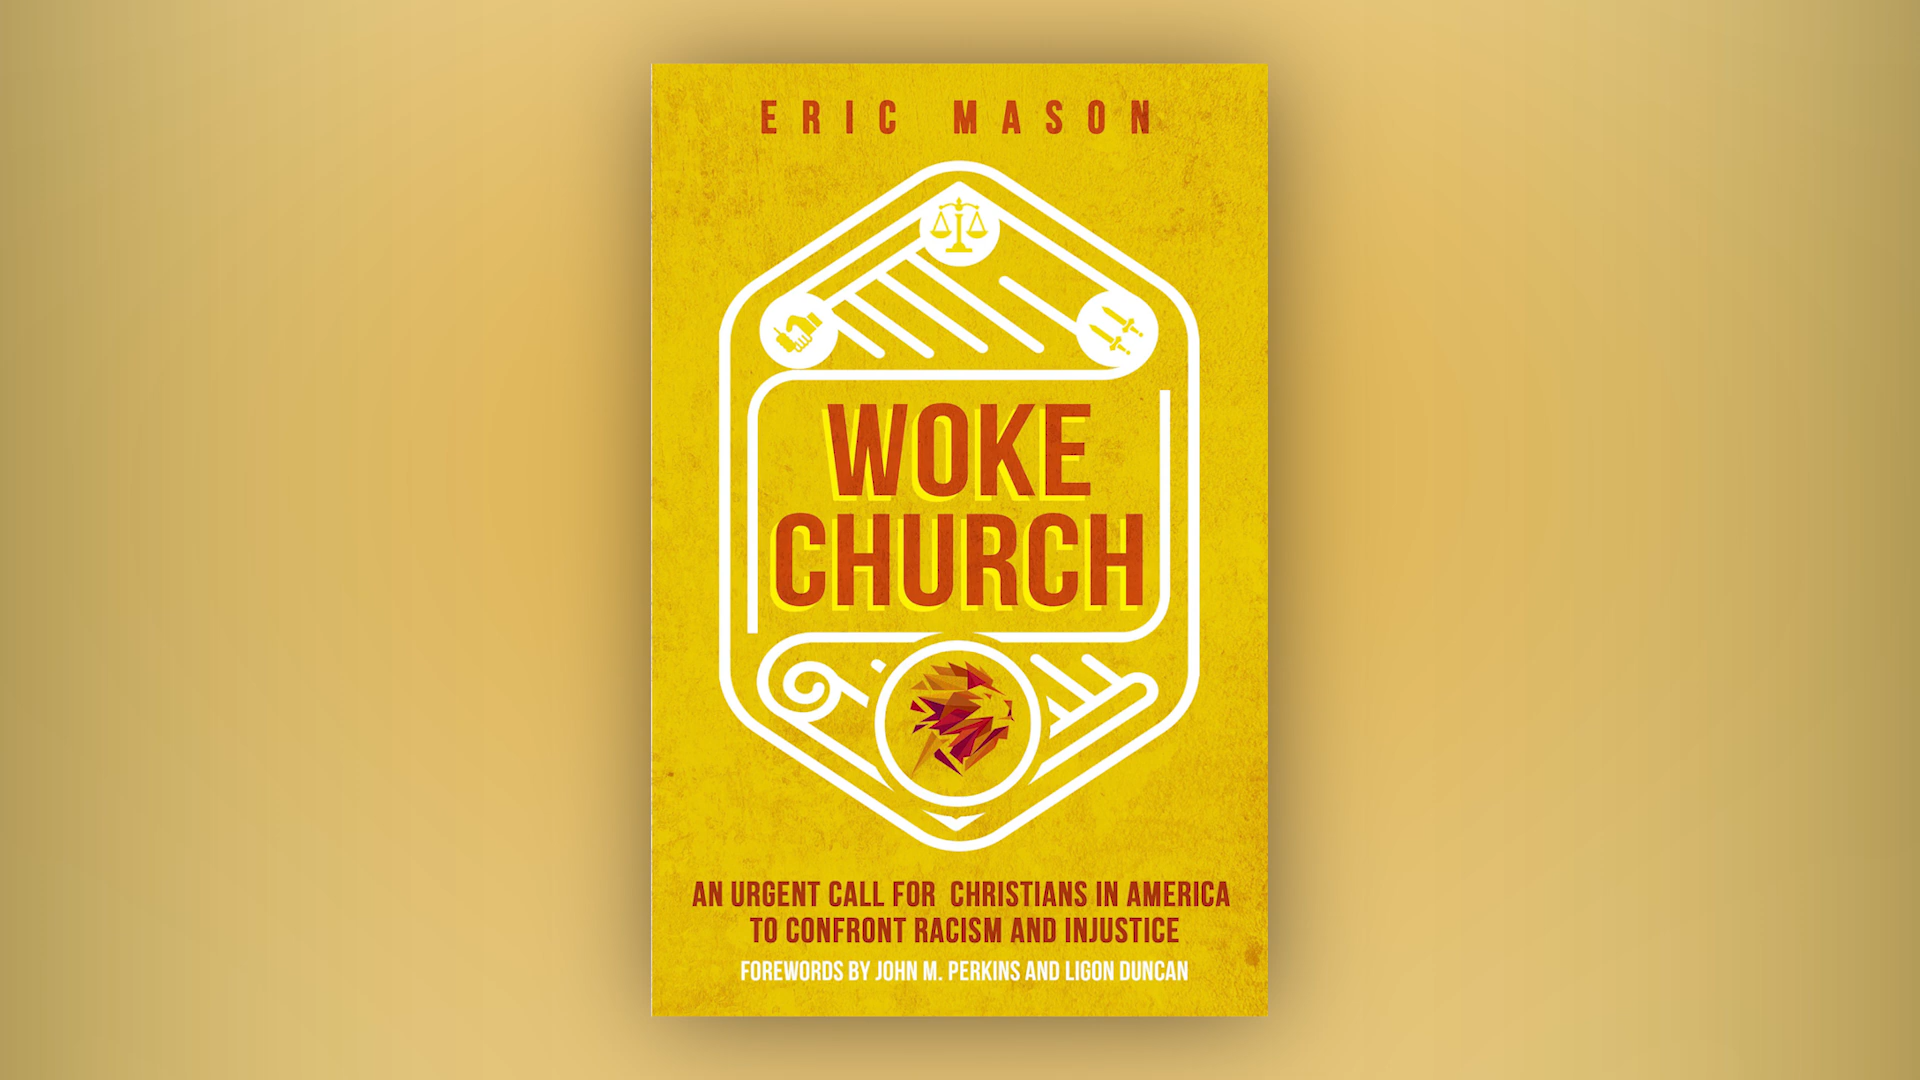 ERIC MASON
WOKE
CHURCH
AN URGENT CALL FOR CHRISTIANS IN AMERICA
TO CONFRONT RACISM AND INJUSTICE
FOREWORDS BY JOHN M. PERKINS AND LIGON DUNCAN